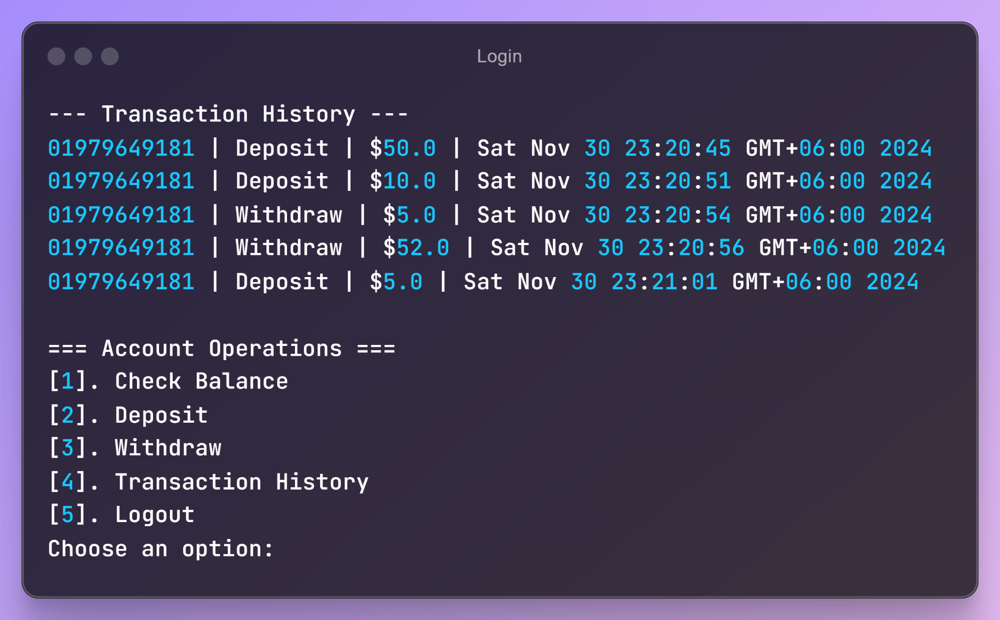 Login
--- Transaction History ---
01979649181 | Deposit | $50.0 | Sat Nov 30 23:20:45 GMT+06:00 2024
01979649181 | Deposit | $10.0 | Sat Nov 30 23:20:51 GMT+06:00 2024
01979649181 | Withdraw | $5.0 | Sat Nov 30 23:20:54 GMT+06:00 2024
01979649181 | Withdraw | $52.0 | Sat Nov 30 23:20:56 GMT+06:00 2024
01979649181 | Deposit | $5.0 | Sat Nov 30 23:21:01 GMT+06:00 2024
=== Account Operations ===
[1]. Check Balance
[2]. Deposit
[3]. Withdraw
[4]. Transaction History
[5]. Logout
Choose an option: